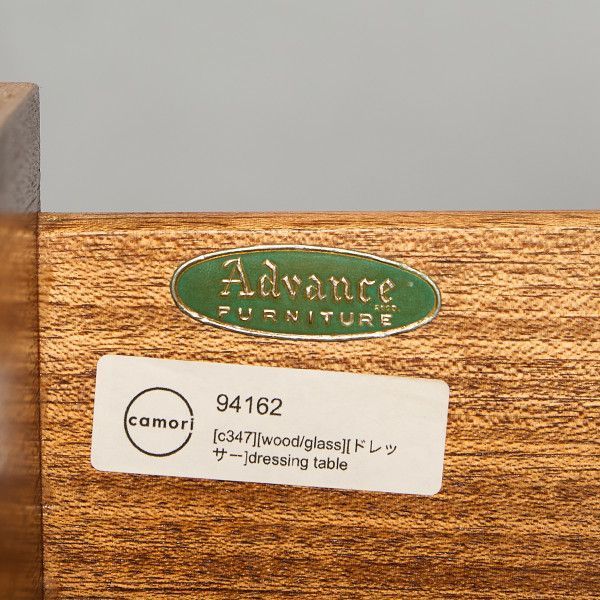 Advance
FURNITURE
camori
94162
[c347][wood/glass][ドレッ
サー]dressing table